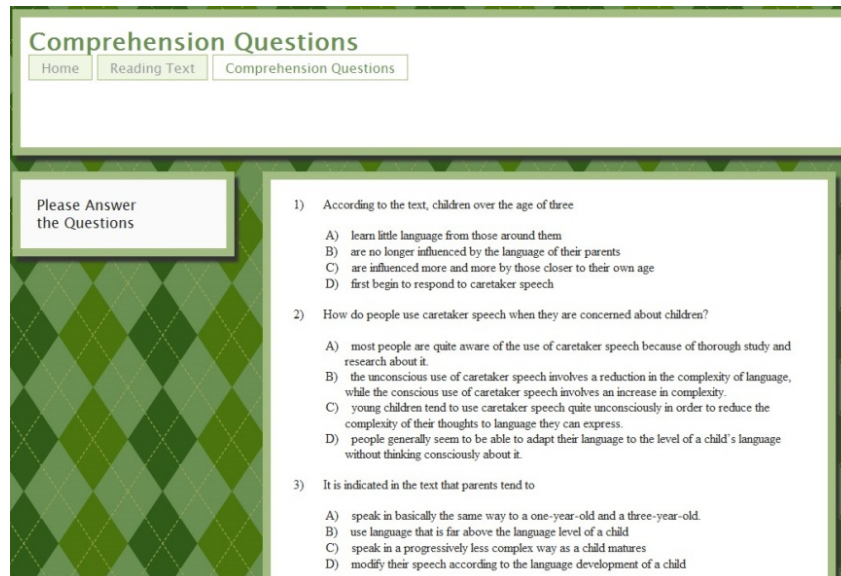 Comprehension Questions
Home Reading Text Comprehension Questions
Please Answer
the Questions
1) According to the text, children over the age of three
A) learn little language from those around them
B) are no longer influenced by the language of their parents
C) are influenced more and more by those closer to their own age
D) first begin to respond to caretaker speech
2) How do people use caretaker speech when they are concerned about children?
A) most people are quite aware of the use of caretaker speech because of thorough study and
research about it.
B) the unconscious use of caretaker speech involves a reduction in the complexity of language,
while the conscious use of caretaker speech involves an increase in complexity.
C) young children tend to use caretaker speech quite unconsciously in order to reduce the
complexity of their thoughts to language they can express.
D) people generally seem to be able to adapt their language to the level of a child's language
without thinking consciously about it.
3) It is indicated in the text that parents tend to
A) speak in basically the same way to a one-year-old and a three-year-old.
B) use language that is far above the language level of a child
C) speak in a progressively less complex way as a child matures
D) modify their speech according to the language development of a child